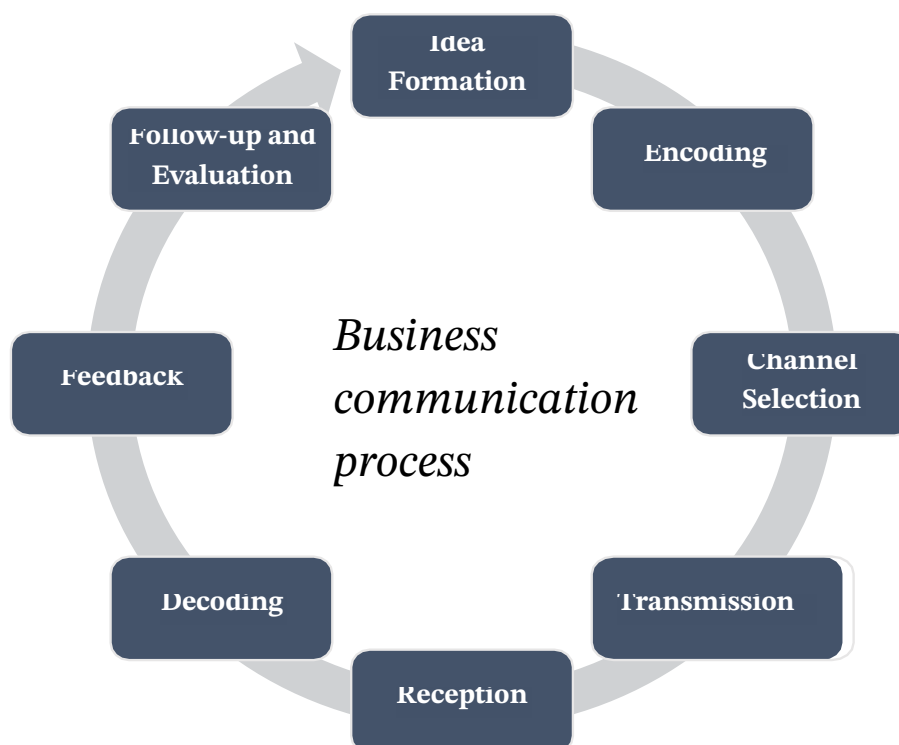 Idea
Formation
Encoding
Channel
Selection
Transmission
Reception
Decoding
Feedback
Follow-up and
Evaluation
Business
communication
process